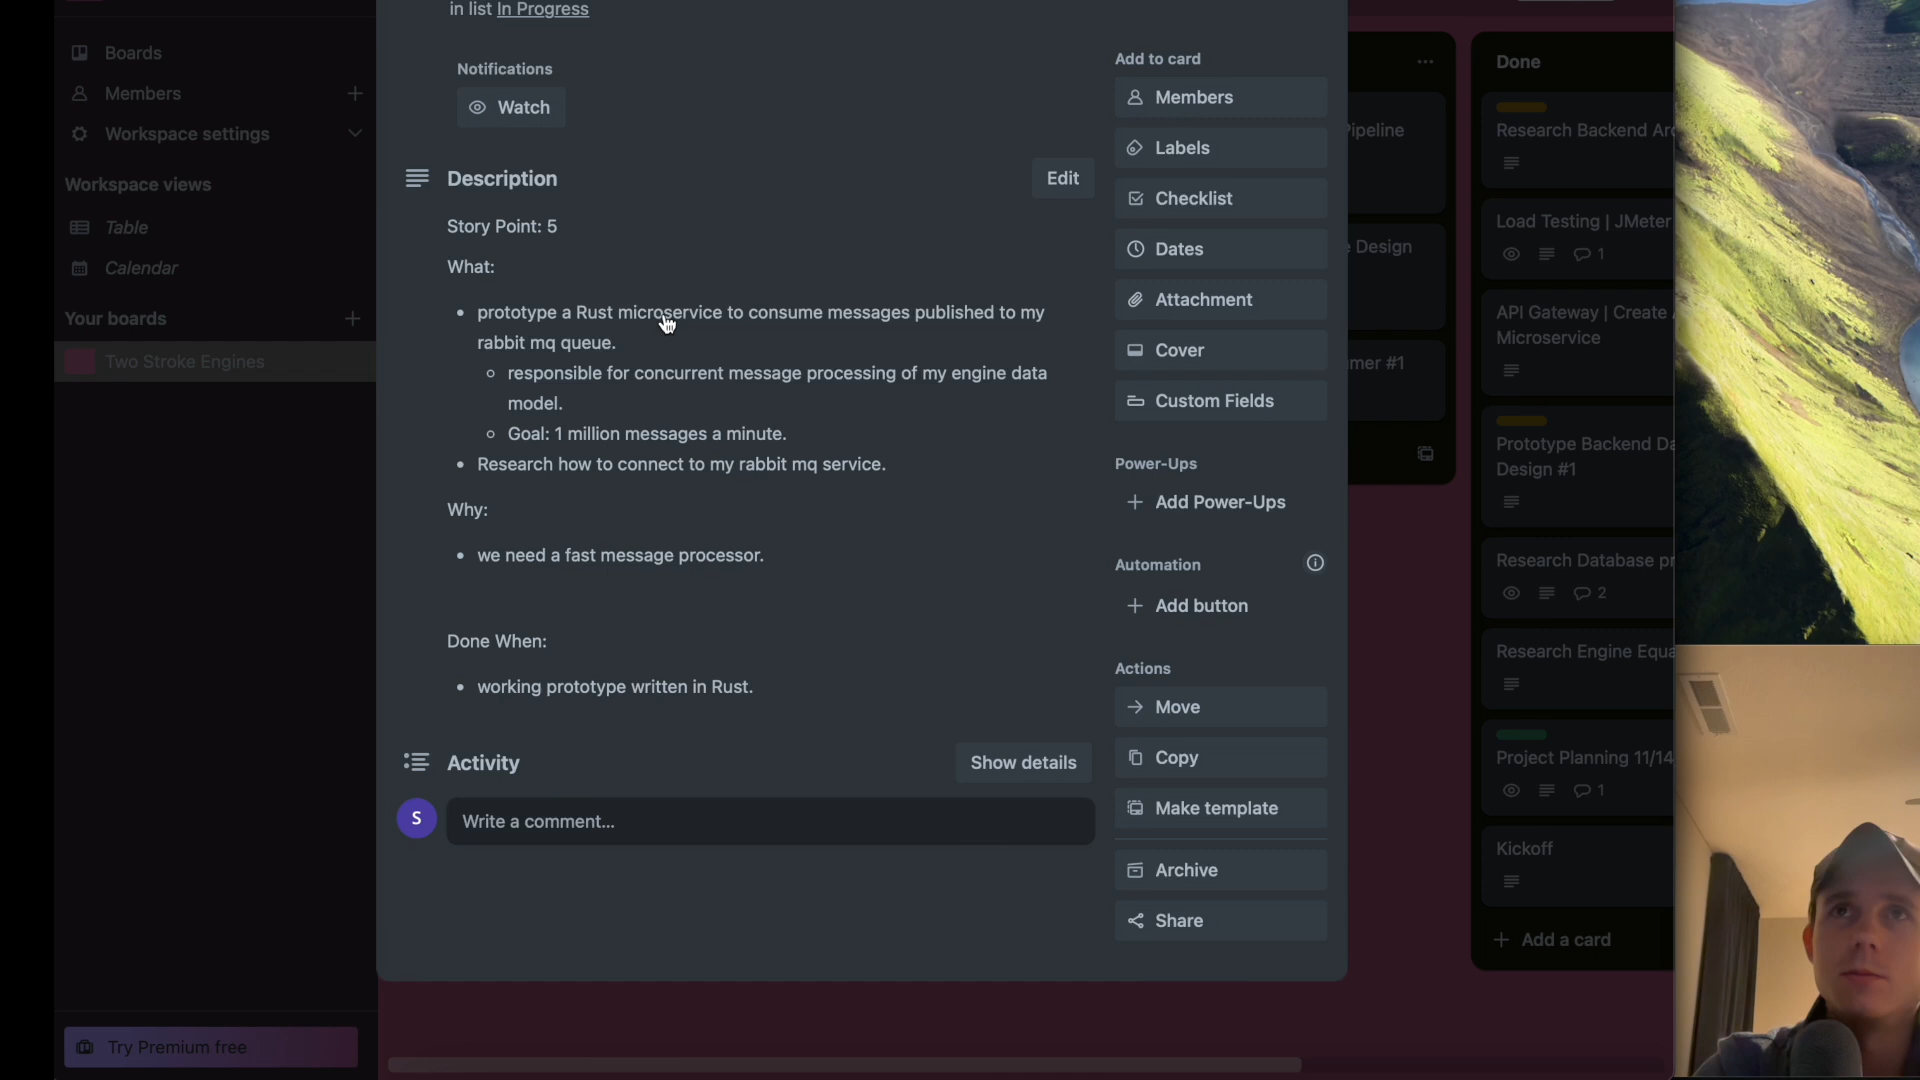 in list In Progress
Boards
Members
Workspace settings
Workspace views
Table
Calendar
Your boards
Two Stroke Engines
Try Premium free
Notifications
Watch
Description
Edit
Story Point: 5
What:
• prototype a Rust microservice to consume messages published to my
rabbit mq queue.
responsible for concurrent message processing of my engine data
model.
Goal: 1 million messages a minute.
• Research how to connect to my rabbit mq service.
Why:
• we need a fast message processor.
Done When:
• working prototype written in Rust.
Activity
Show details
S
Write a comment...
Add to card
Members
Labels
Checklist
Dates
Attachment
Cover
Custom Fields
Power-Ups
+ Add Power-Ups
Automation
+ Add button
Actions
Move
Copy
Make template
Archive
Share
Pipeline
Design
#1
Done
Research Backend
Load Testing | JMeter
1
API Gateway | Create
Microservice
Prototype Backend
Design #1
Research Database
2
Research Engine
Project Planning 11/14
1
Kickoff
+ Add a card